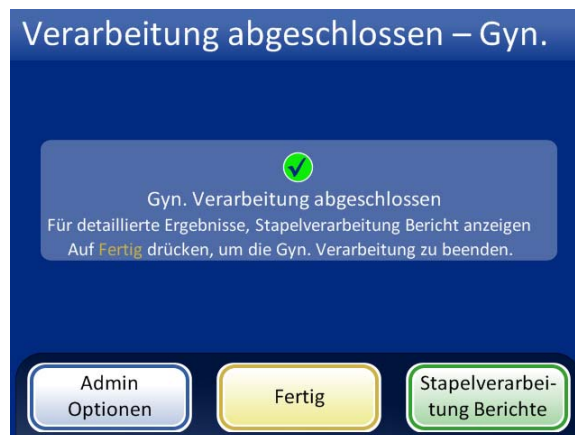 Verarbeitung abgeschlossen – Gyn.
Gyn. Verarbeitung abgeschlossen
Für detaillierte Ergebnisse, Stapelverarbeitung Bericht anzeigen
Auf Fertig drücken, um die Gyn. Verarbeitung zu beenden.
Admin
Optionen
Fertig
Stapelverarbei-
tung Berichte